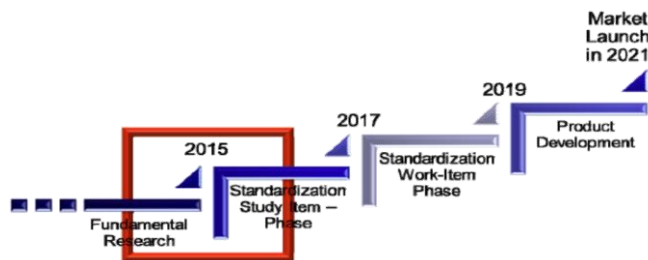 Market
Launch
in 2021
2019
Product
Development
2017
Standardization
Work-Item
Phase
2015
Standardization
Study Item –
Phase
Fundamental
Research